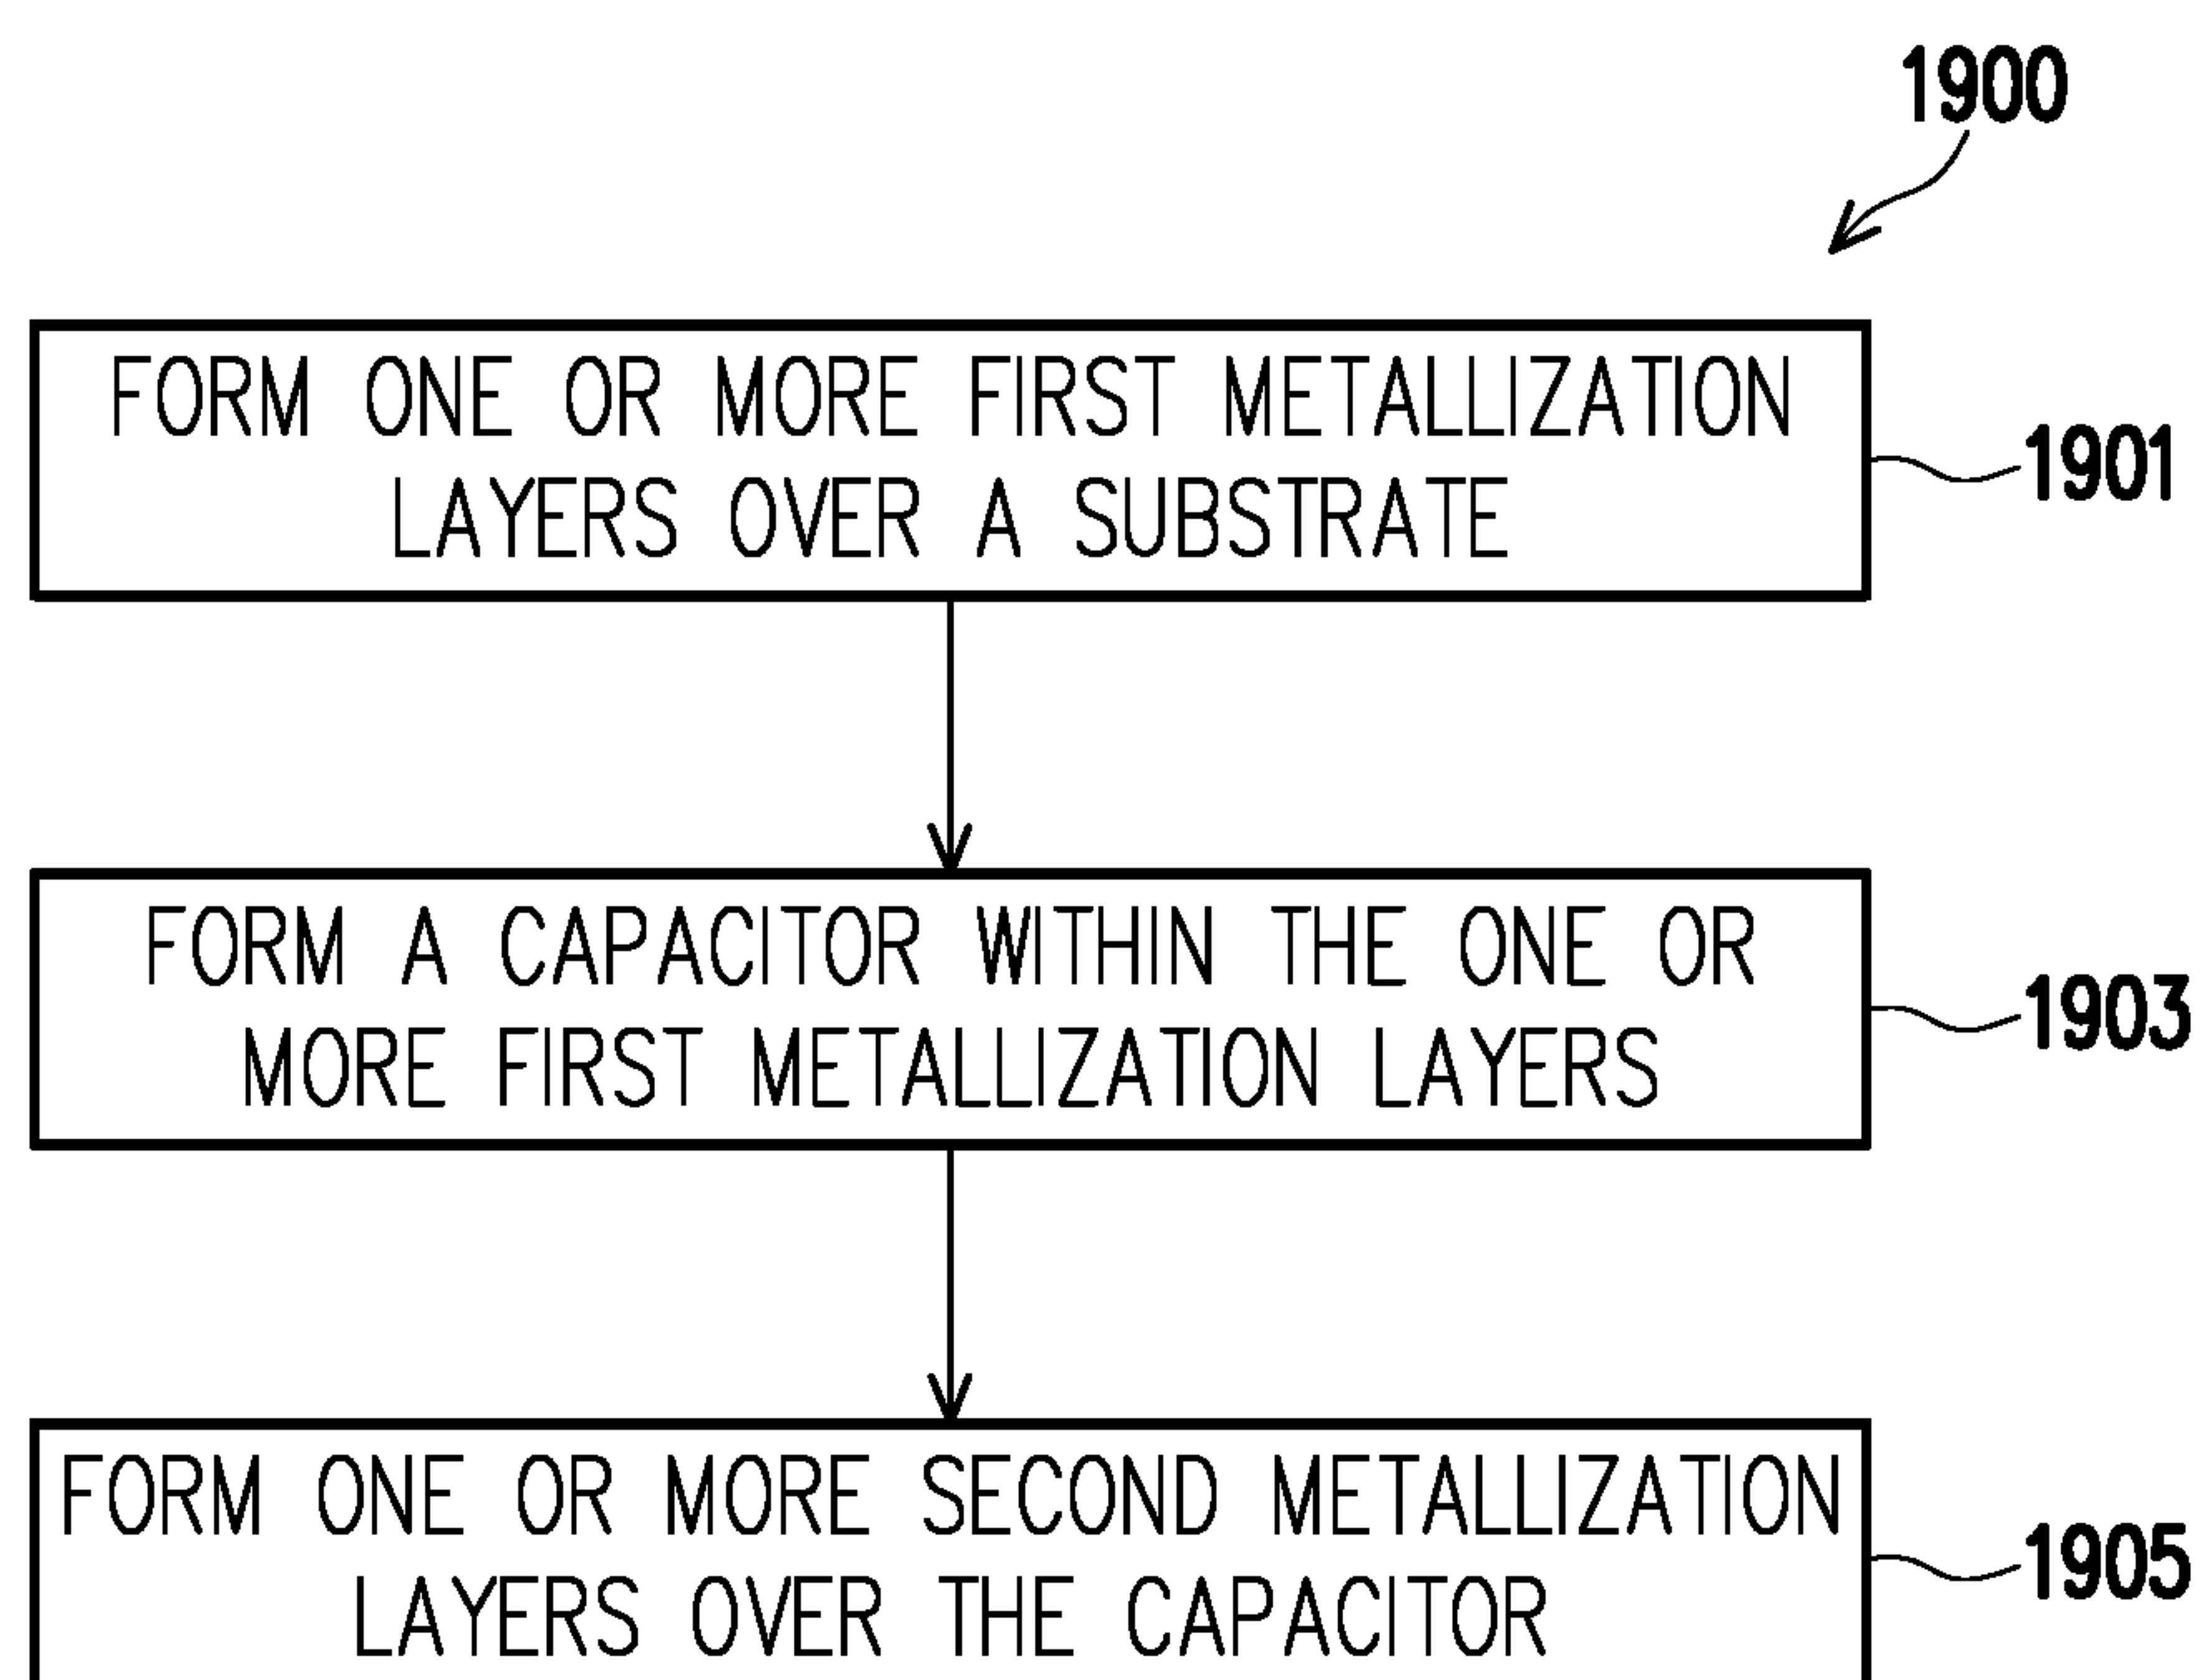 1900
FORM ONE OR MORE FIRST METALLIZATION
LAYERS OVER A SUBSTRATE
1901
FORM A CAPACITOR WITHIN THE ONE OR
MORE FIRST METALLIZATION LAYERS
1903
FORM ONE OR MORE SECOND METALLIZATION
LAYERS OVER THE CAPACITOR
1905